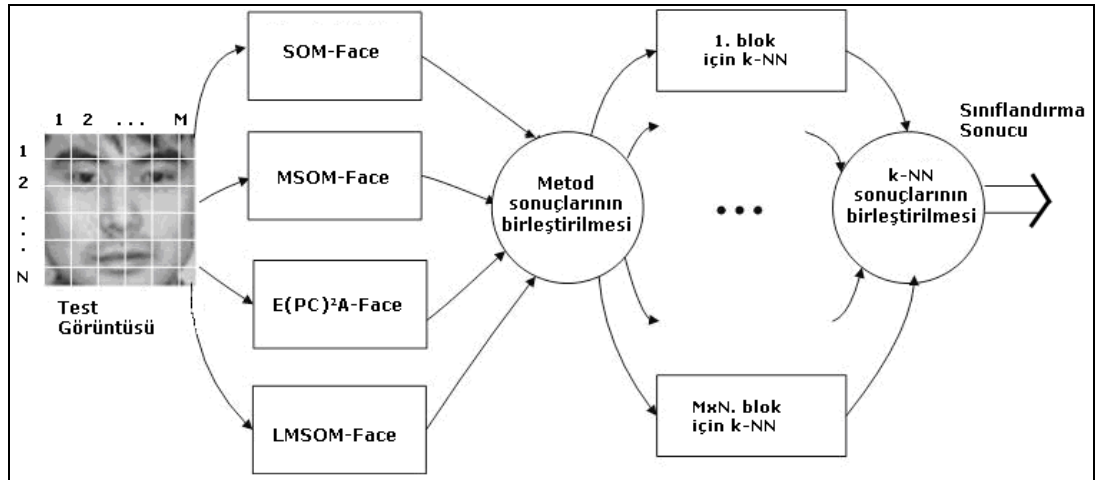 SOM-Face
MSOM-Face
E(PC)²A-Face
LMSOM-Face
1 2 ... M
1
2
.
.
.
N
Test
Görüntüsü
Metod
sonuçlarının
birleştirilmesi
1. blok
için k-NN
...
MxN. blok
için k-NN
k-NN
sonuçlarının
birleştirilmesi
Sınıflandırma
Sonucu